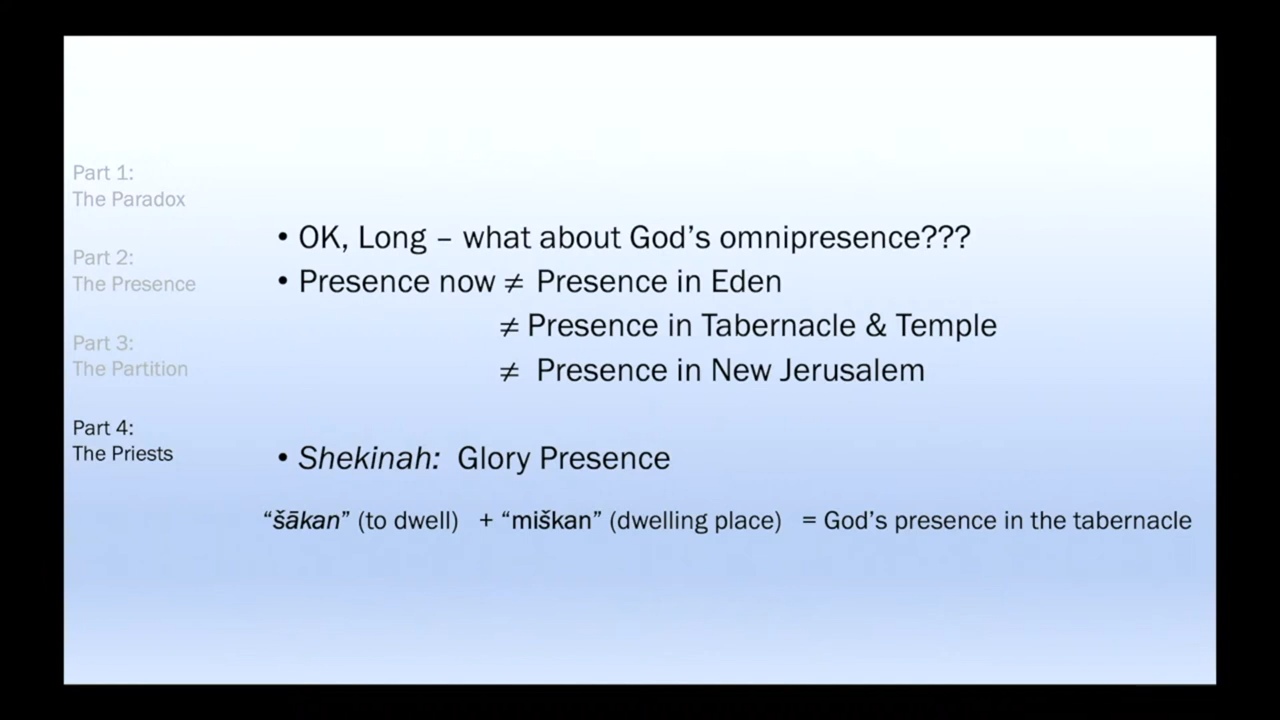 Part 1:
The Paradox
Part 2:
The Presence
Part 3:
The Partition
Part 4:
The Priests
• OK, Long – what about God’s omnipresence???
• Presence now ≠ Presence in Eden
≠ Presence in Tabernacle & Temple
≠ Presence in New Jerusalem
• Shekinah: Glory Presence
“šākan” (to dwell) + “miškan” (dwelling place) = God’s presence in the tabernacle